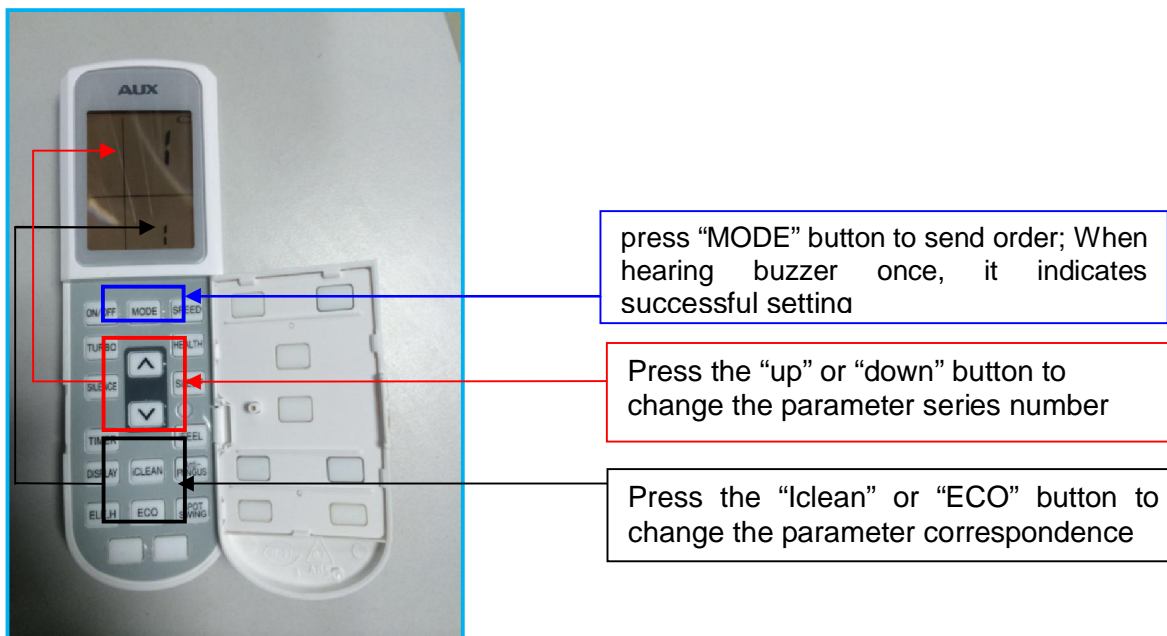 AUX
1
1
press “MODE” button to send order; When
hearing buzzer once, it indicates
successful setting
ON/OFF MODE SPEED
TURBO HEALTH
Press the “up” or “down” button to
change the parameter series number
SILENCE
TIMER
DISPLAY iCLEAN
Press the “Iclean” or “ECO” button to
change the parameter correspondence
ECO
SWING